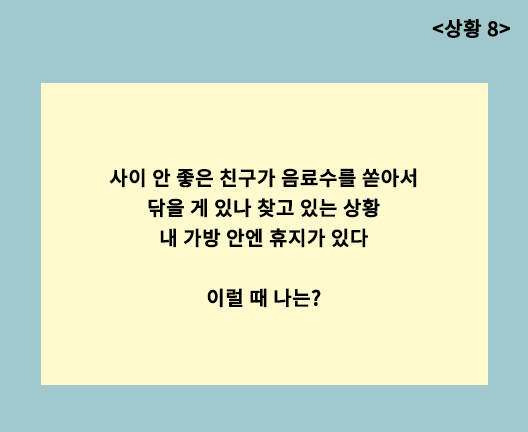 <상황 8>
사이 안 좋은 친구가 음료수를 쏟아서
닦을 게 있나 찾고 있는 상황
내 가방 안엔 휴지가 있다
이럴 때 나는?